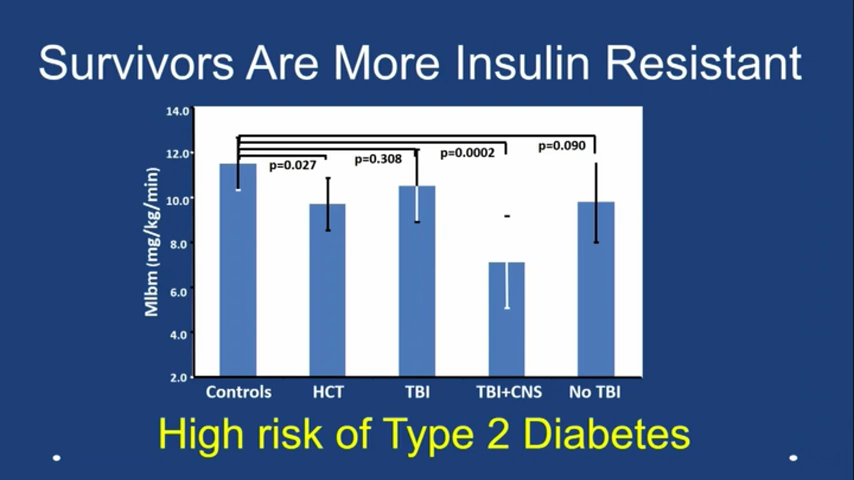 Survivors Are More Insulin Resistant
14.0
12.0
10.0
8.0
6.0
4.0
2.0
Mlbm (mg/kg/min)
p=0.027
p=0.308
p=0.0002
p=0.090
Controls HCT TBI TBI+CNS No TBI
High risk of Type 2 Diabetes